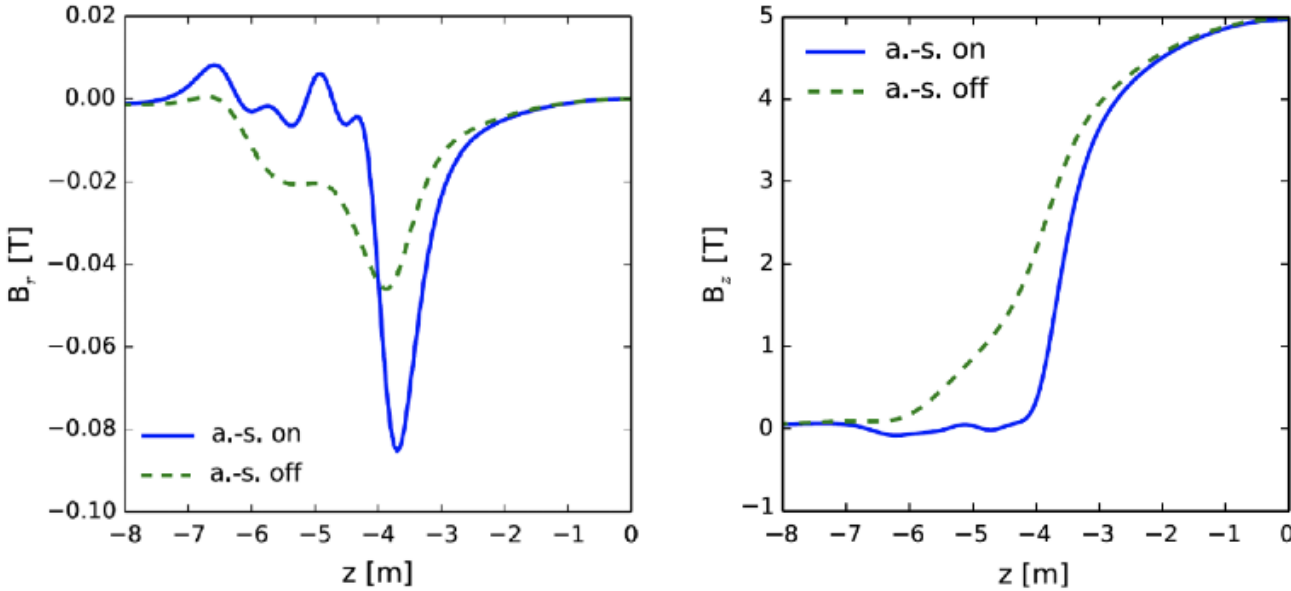 0.02
0.00
−0.02
−0.04
−0.06
−0.08
−0.10
B_r [T]
a.-s. on
a.-s. off
−8 −7 −6 −5 −4 −3 −2 −1 0
z [m]
5
4
3
2
1
0
−1
B_z [T]
a.-s. on
a.-s. off
−8 −7 −6 −5 −4 −3 −2 −1 0
z [m]